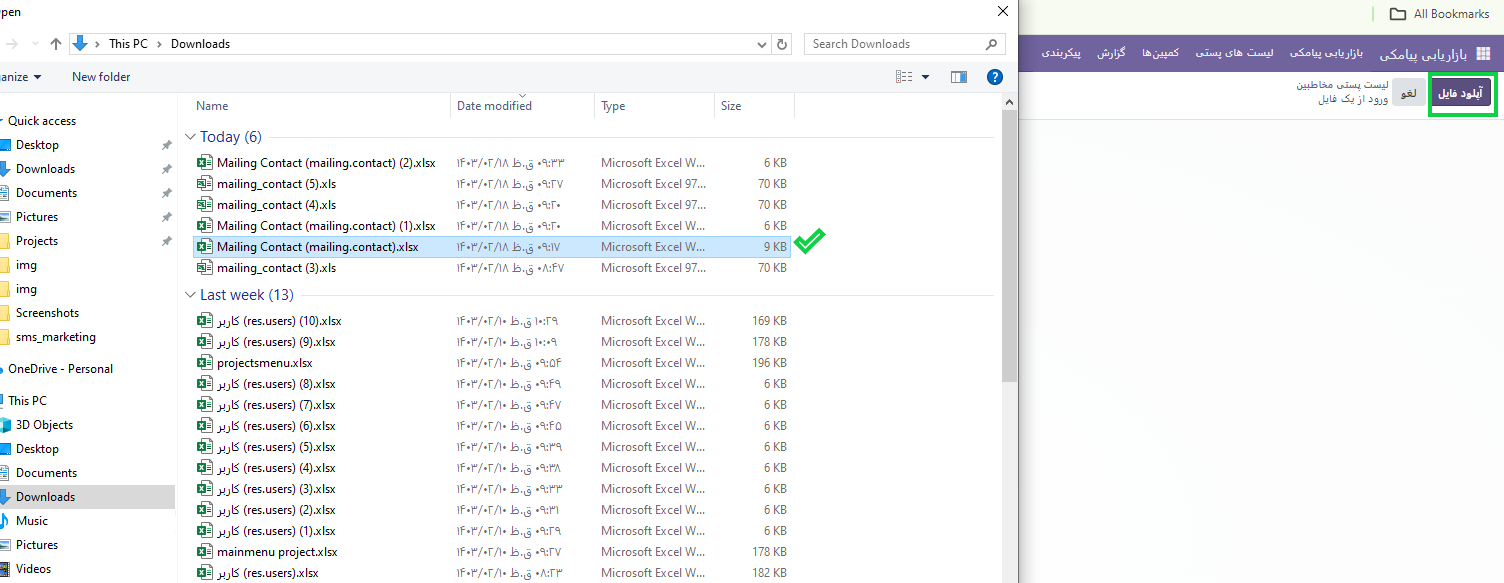 pen
This PC > Downloads
Search Downloads
anize
New folder
Quick access
Desktop
Downloads
Documents
Pictures
Projects
img
img
Screenshots
sms_marketing
OneDrive - Personal
This PC
3D Objects
Desktop
Documents
Downloads
Music
Pictures
Videos
Name Date modified Type Size
Today (6)
Mailing Contact (mailing.contact) (2).xlsx ۱۴۰۳/۰۲/۱۸ ۰۹:۳۳ ق.ظ Microsoft Excel W... 6 KB
mailing_contact (5).xls ۱۴۰۳/۰۲/۱۸ ۰۹:۲۷ ق.ظ Microsoft Excel 97... 70 KB
mailing_contact (4).xls ۱۴۰۳/۰۲/۱۸ ۰۹:۲۰ ق.ظ Microsoft Excel 97... 70 KB
Mailing Contact (mailing.contact) (1).xlsx ۱۴۰۳/۰۲/۱۸ ۰۹:۲۰ ق.ظ Microsoft Excel W... 6 KB
Mailing Contact (mailing.contact).xlsx ۱۴۰۳/۰۲/۱۸ ۰۹:۱۷ ق.ظ Microsoft Excel W... 9 KB
mailing_contact (3).xls ۱۴۰۳/۰۲/۱۸ ۰۸:۴۷ ق.ظ Microsoft Excel 97... 70 KB
Last week (13)
کاربر (res.users) (10).xlsx ۱۴۰۳/۰۲/۱۰ ۱۰:۲۹ ق.ظ Microsoft Excel W... 169 KB
کاربر (res.users) (9).xlsx ۱۴۰۳/۰۲/۱۰ ۱۰:۰۹ ق.ظ Microsoft Excel W... 178 KB
projectsmenu.xlsx ۱۴۰۳/۰۲/۱۰ ۰۹:۵۴ ق.ظ Microsoft Excel W... 196 KB
کاربر (res.users) (8).xlsx ۱۴۰۳/۰۲/۱۰ ۰۹:۴۹ ق.ظ Microsoft Excel W... 6 KB
کاربر (res.users) (7).xlsx ۱۴۰۳/۰۲/۱۰ ۰۹:۴۷ ق.ظ Microsoft Excel W... 6 KB
کاربر (res.users) (6).xlsx ۱۴۰۳/۰۲/۱۰ ۰۹:۴۵ ق.ظ Microsoft Excel W... 6 KB
کاربر (res.users) (5).xlsx ۱۴۰۳/۰۲/۱۰ ۰۹:۳۹ ق.ظ Microsoft Excel W... 6 KB
کاربر (res.users) (4).xlsx ۱۴۰۳/۰۲/۱۰ ۰۹:۳۸ ق.ظ Microsoft Excel W... 6 KB
کاربر (res.users) (3).xlsx ۱۴۰۳/۰۲/۱۰ ۰۹:۳۳ ق.ظ Microsoft Excel W... 6 KB
کاربر (res.users) (2).xlsx ۱۴۰۳/۰۲/۱۰ ۰۹:۳۱ ق.ظ Microsoft Excel W... 6 KB
کاربر (res.users) (1).xlsx ۱۴۰۳/۰۲/۱۰ ۰۹:۲۹ ق.ظ Microsoft Excel W... 6 KB
mainmenu project.xlsx ۱۴۰۳/۰۲/۱۰ ۰۹:۲۷ ق.ظ Microsoft Excel W... 178 KB
کاربر (res.users).xlsx ۱۴۰۳/۰۲/۱۰ ۰۸:۲۳ ق.ظ Microsoft Excel W... 182 KB
All Bookmarks
بازاریابی پیامکی بازاریابی پیامکی لیست های پستی کمپین‌ها گزارش پیکربندی
آپلود فایل لغو
لیست پستی مخاطبین
ورود از یک فایل